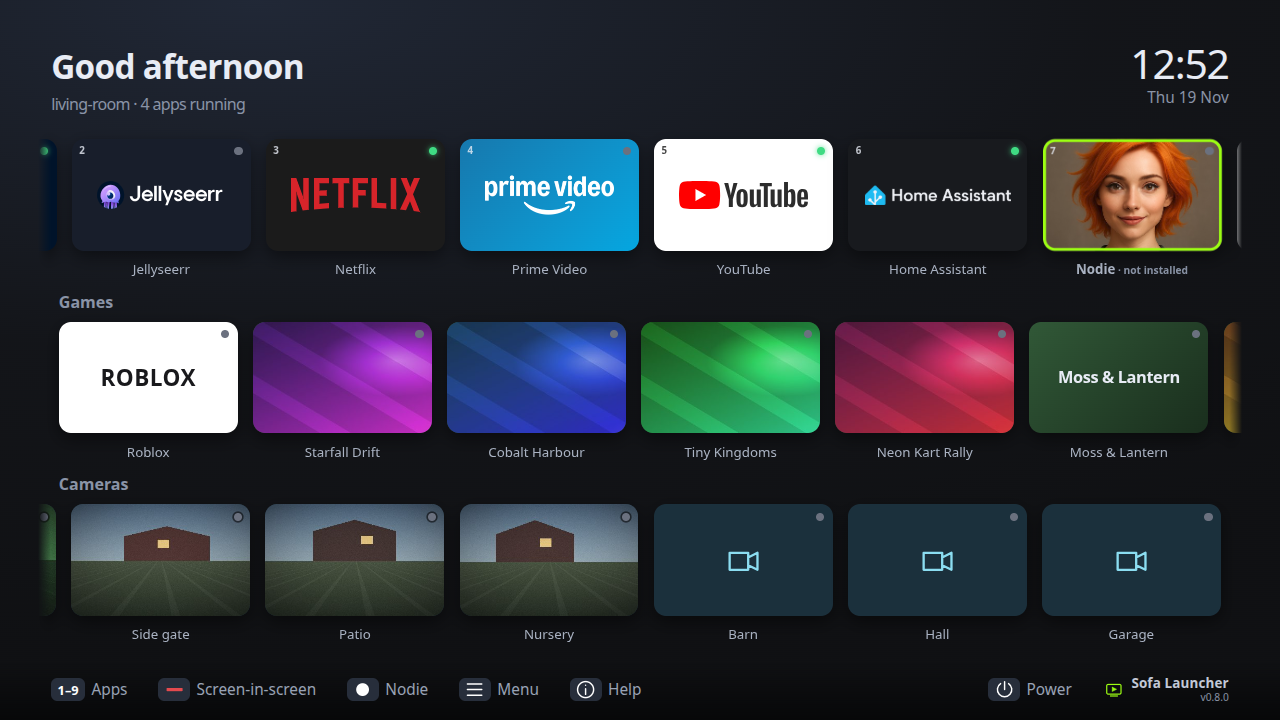 Good afternoon
living-room · 4 apps running
12:52
Thu 19 Nov
2
Jellyseerr
3
NETFLIX
4
prime video
5
YouTube
6
Home Assistant
7
Jellyseerr
Netflix
Prime Video
YouTube
Home Assistant
Nodie · not installed
Games
ROBLOX
Moss & Lantern
Roblox
Starfall Drift
Cobalt Harbour
Tiny Kingdoms
Neon Kart Rally
Moss & Lantern
Cameras
Side gate
Patio
Nursery
Barn
Hall
Garage
1–9 Apps
Screen-in-screen
Nodie
Menu
Help
Power
Sofa Launcher
v0.8.0